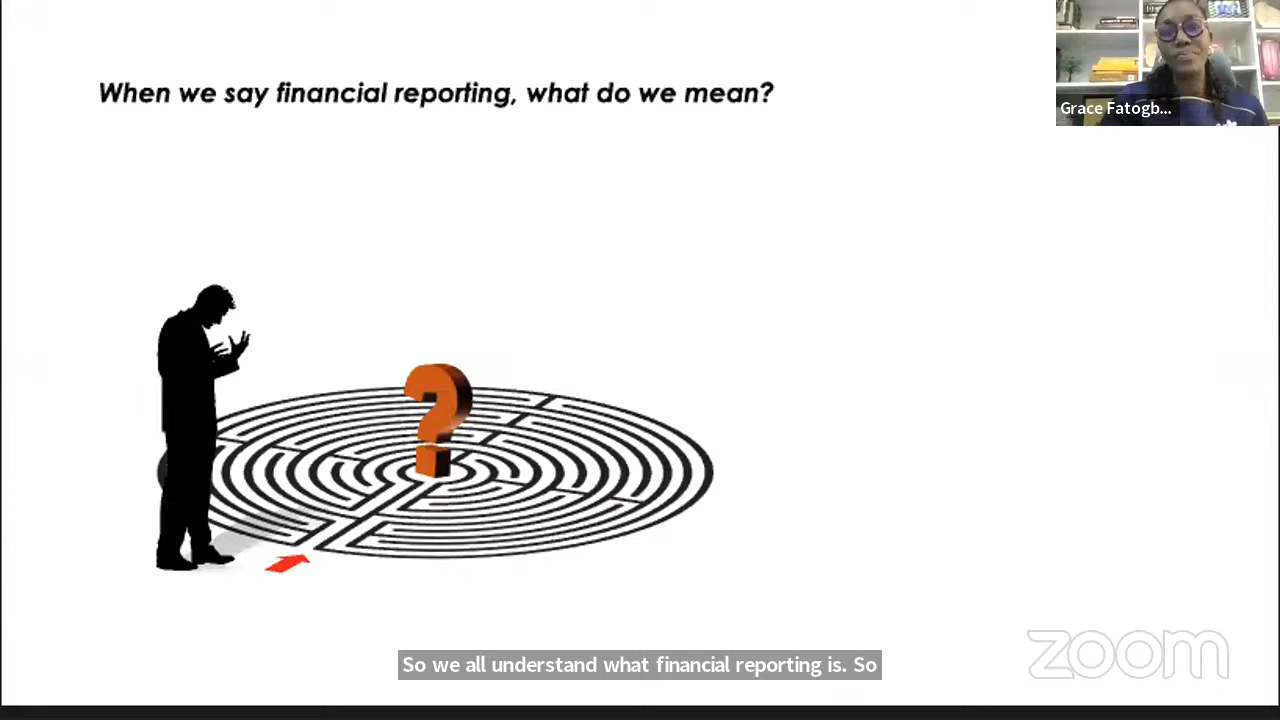 When we say financial reporting, what do we mean?
Grace Fatogb...
?
So we all understand what financial reporting is. So
zoom